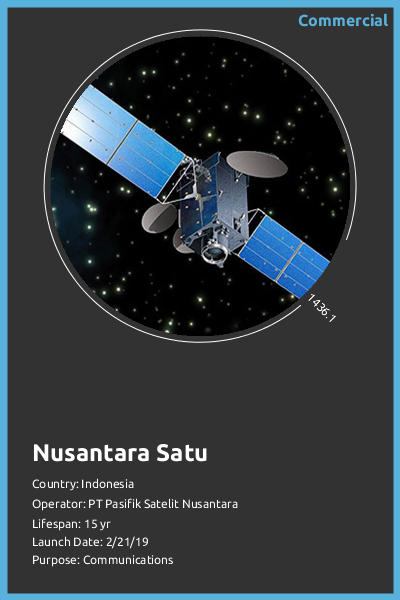 Commercial
1436.1
Nusantara Satu
Country: Indonesia
Operator: PT Pasifik Satelit Nusantara
Lifespan: 15 yr
Launch Date: 2/21/19
Purpose: Communications